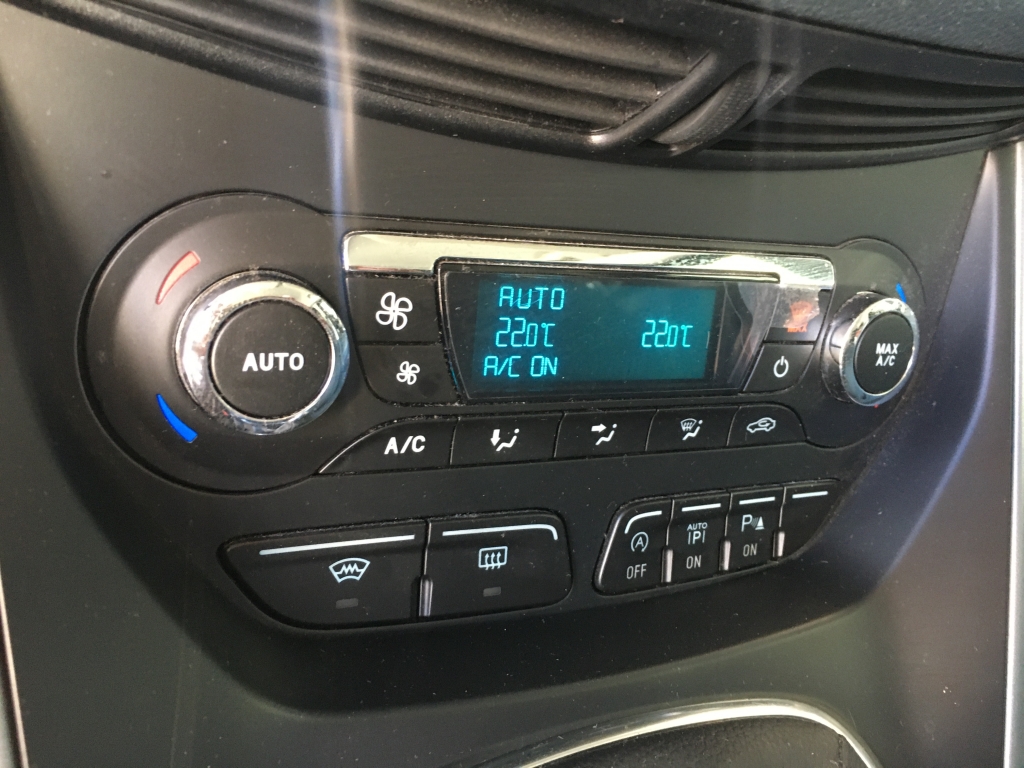 AUTO
22.0°C 22.0°C
A/C ON
AUTO
MAX
A/C
A/C
A
OFF
AUTO
P
ON
P
ON